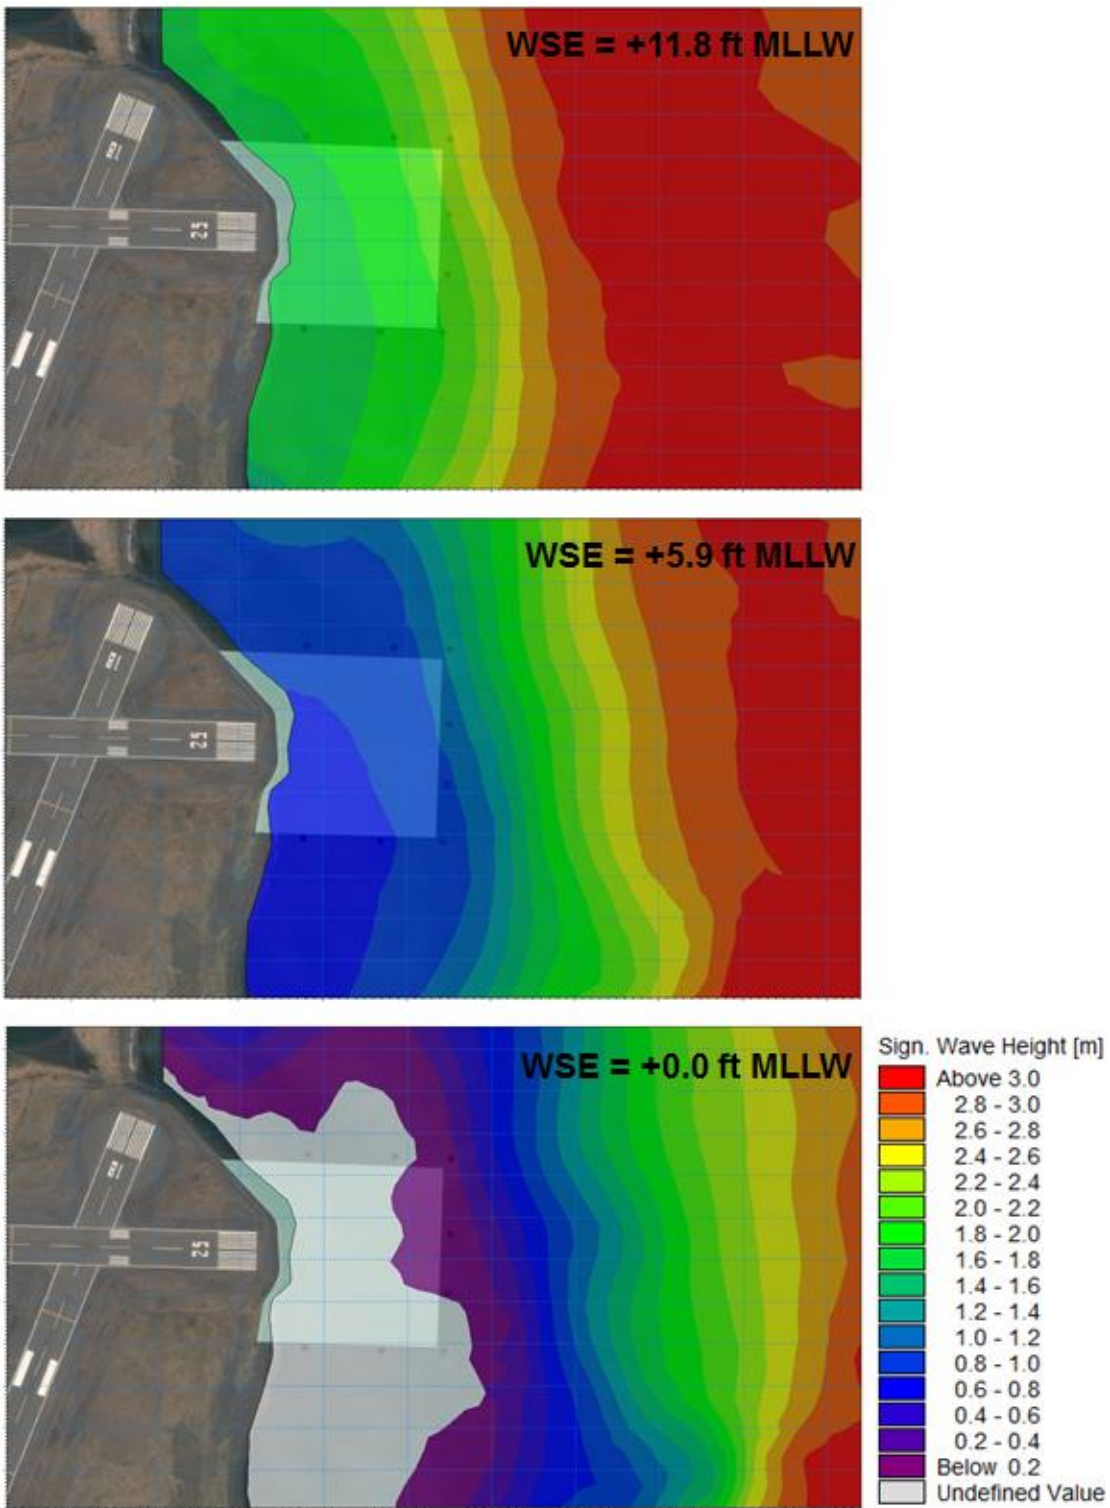 WSE = +11.8 ft MLLW
25
WSE = +5.9 ft MLLW
25
WSE = +0.0 ft MLLW
25
Sign. Wave Height [m]
Above 3.0
2.8 - 3.0
2.6 - 2.8
2.4 - 2.6
2.2 - 2.4
2.0 - 2.2
1.8 - 2.0
1.6 - 1.8
1.4 - 1.6
1.2 - 1.4
1.0 - 1.2
0.8 - 1.0
0.6 - 0.8
0.4 - 0.6
0.2 - 0.4
Below 0.2
Undefined Value